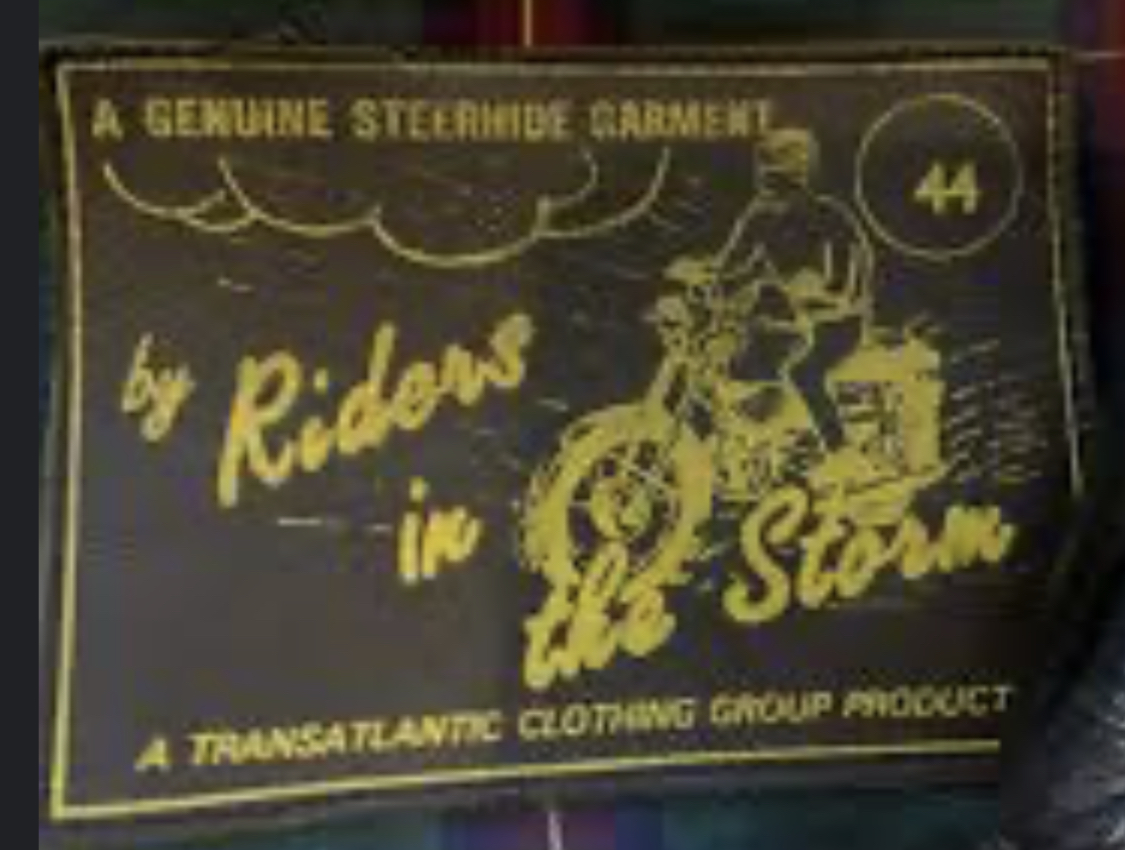 A GENUINE STEERHIDE GARMENT
44
by Riders
in
the Storm
A TRANSATLANTIC CLOTHING GROUP PRODUCT